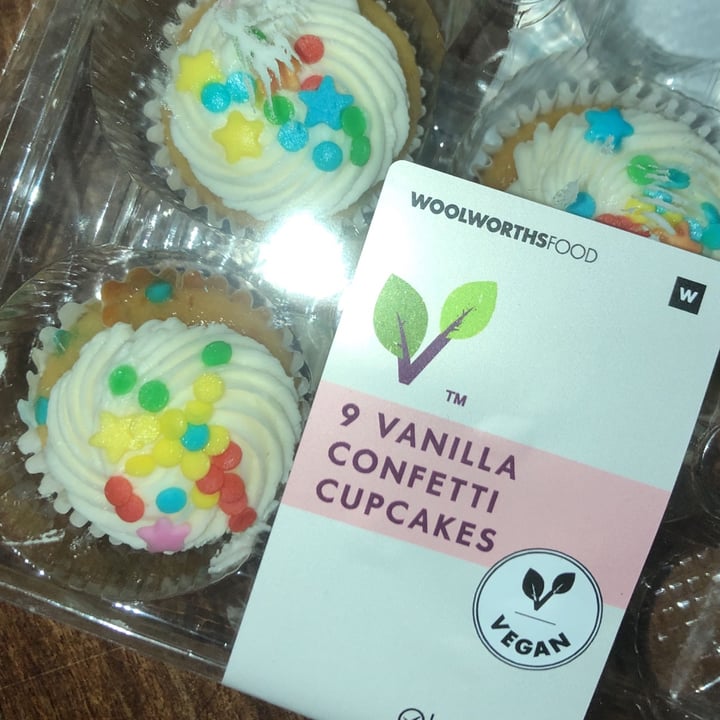 WOOLWORTHSFOOD
W
TM
9 VANILLA
CONFETTI
CUPCAKES
VEGAN